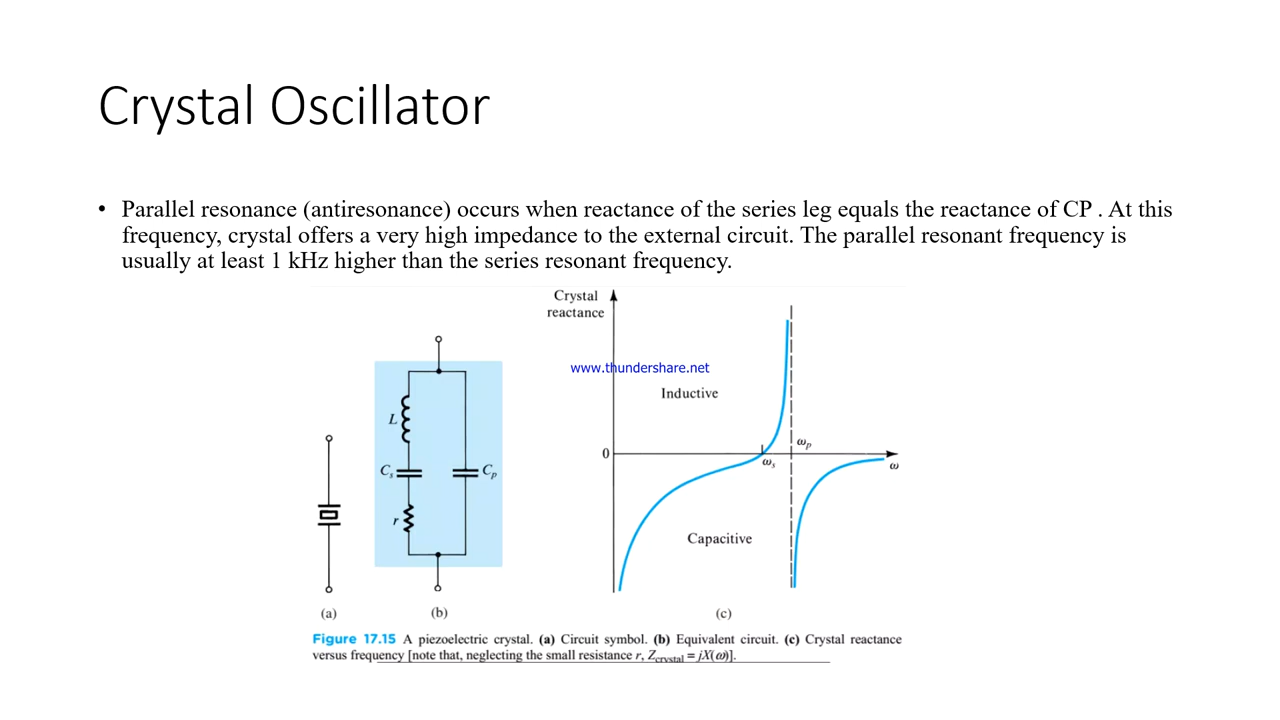 Crystal Oscillator
• Parallel resonance (antiresonance) occurs when reactance of the series leg equals the reactance of CP . At this
frequency, crystal offers a very high impedance to the external circuit. The parallel resonant frequency is
usually at least 1 kHz higher than the series resonant frequency.
Crystal
reactance
www.thundershare.net
Inductive
L
Cs
Cp
r
0
ωs
ωp
ω
Capacitive
(a)
(b)
(c)
Figure 17.15 A piezoelectric crystal. (a) Circuit symbol. (b) Equivalent circuit. (c) Crystal reactance
versus frequency [note that, neglecting the small resistance r, Zcrystal = jX(ω)].